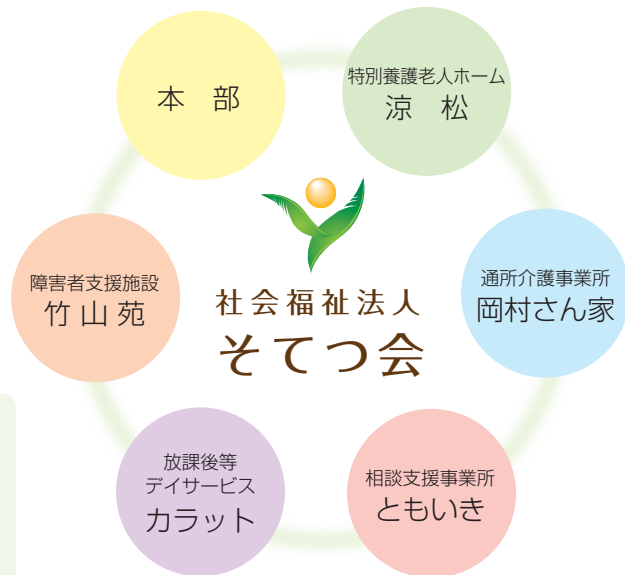 本 部
特別養護老人ホーム
涼 松
通所介護事業所
岡村さん家
相談支援事業所
ともいき
放課後等
デイサービス
カラット
障害者支援施設
竹山苑
社会福祉法人
そてつ会